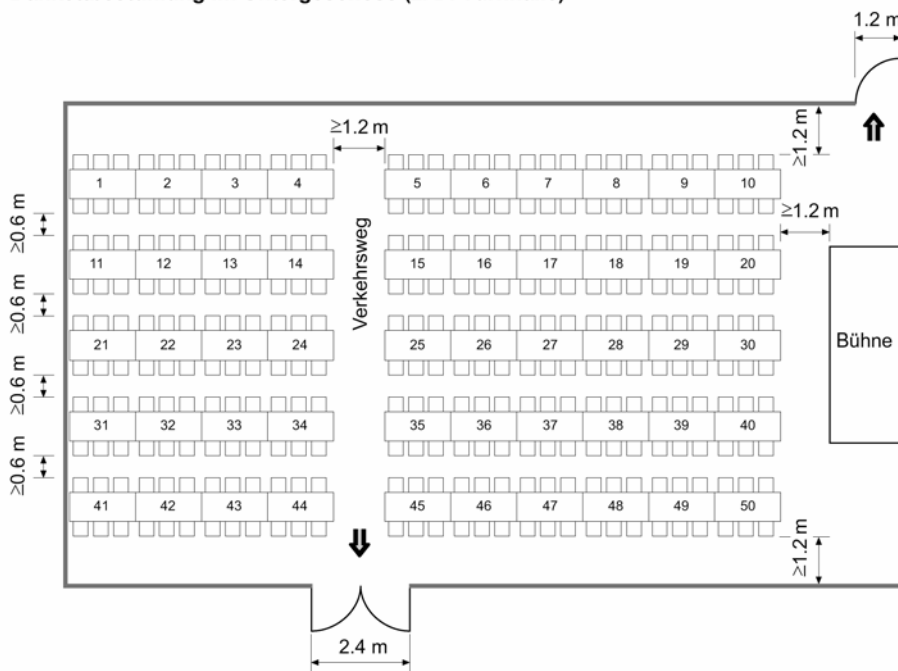 1.2 m
≥1.2 m
≥1.2 m
1 2 3 4 5 6 7 8 9 10
≥0.6 m
≥1.2 m
11 12 13 14 15 16 17 18 19 20
Verkehrsweg
≥0.6 m
21 22 23 24 25 26 27 28 29 30
Bühne
≥0.6 m
31 32 33 34 35 36 37 38 39 40
≥0.6 m
41 42 43 44 45 46 47 48 49 50
≥1.2 m
2.4 m